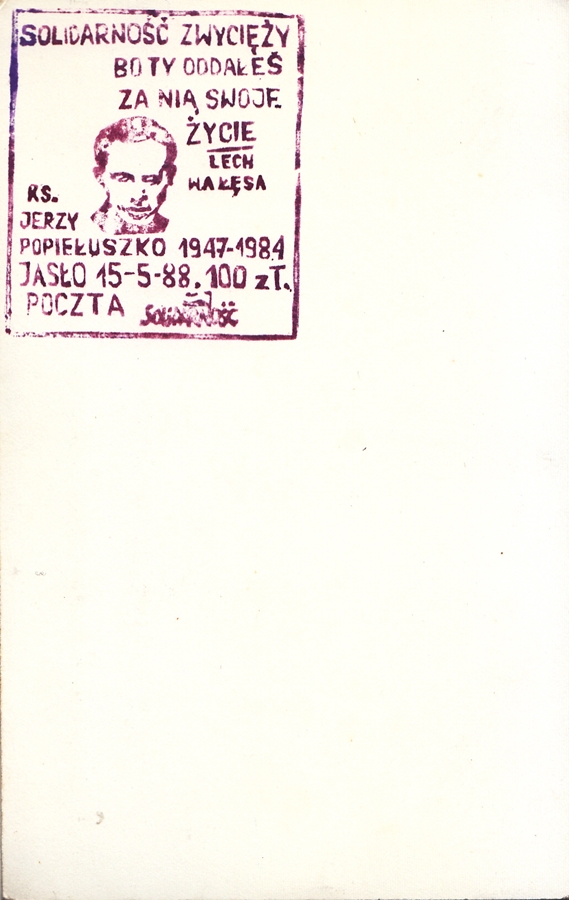 SOLIDARNOŚĆ ZWYCIĘŻY
BO TY ODDAŁEŚ
ZA NIĄ SWOJE
ŻYCIE
LECH
WAŁĘSA
KS.
JERZY
POPIEŁUSZKO 1947-1984
JASŁO 15-5-88. 100 zł.
POCZTA SOLIDARNOŚĆ